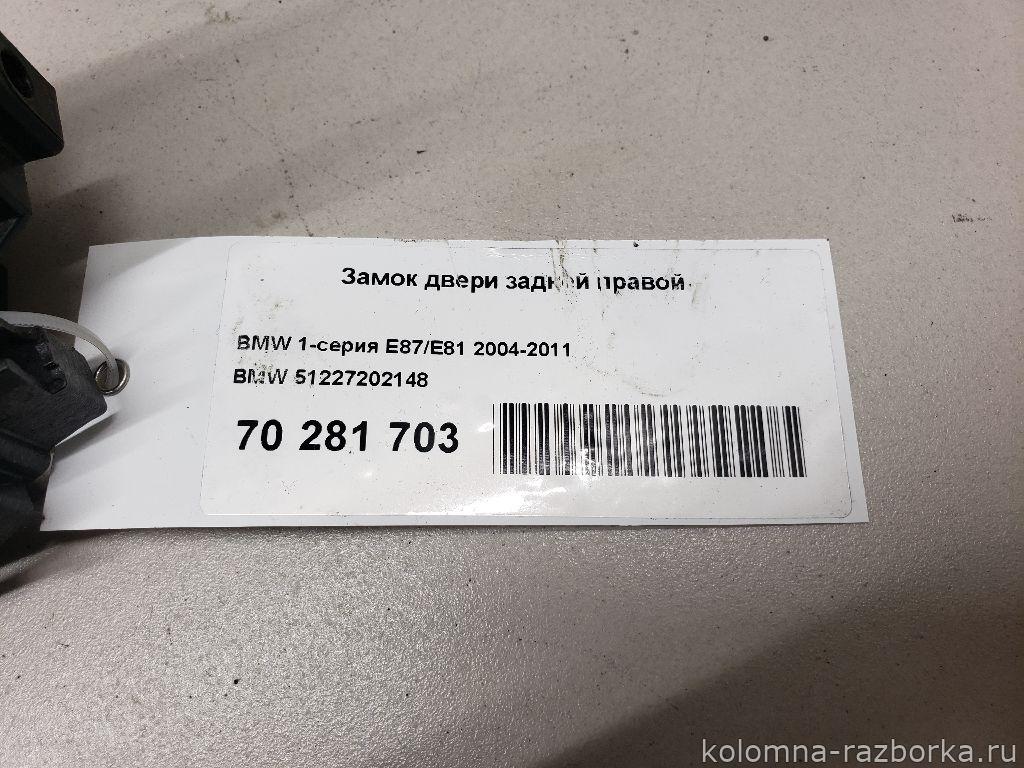 Замок двери задней правой
BMW 1-серия E87/E81 2004-2011
BMW 51227202148
70 281 703
kolomna-razborka.ru